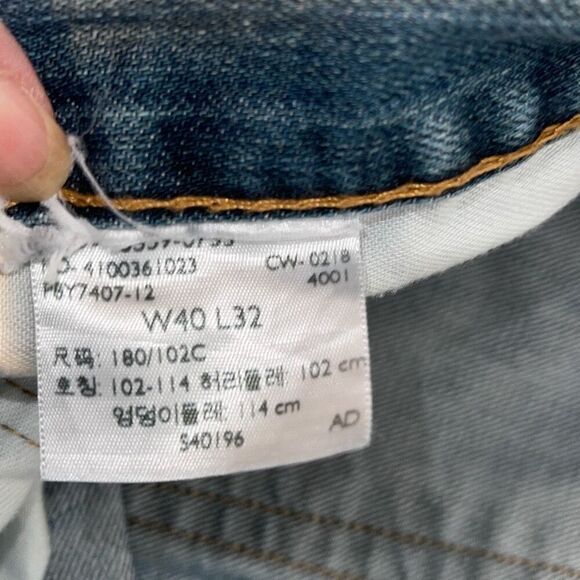 4100361023 CW-0218
PBY7407-12 4001
W40 L32
尺码: 180/102C
호칭: 102-114 허리둘레: 102 cm
엉덩이둘레: 114 cm
S40196 AD